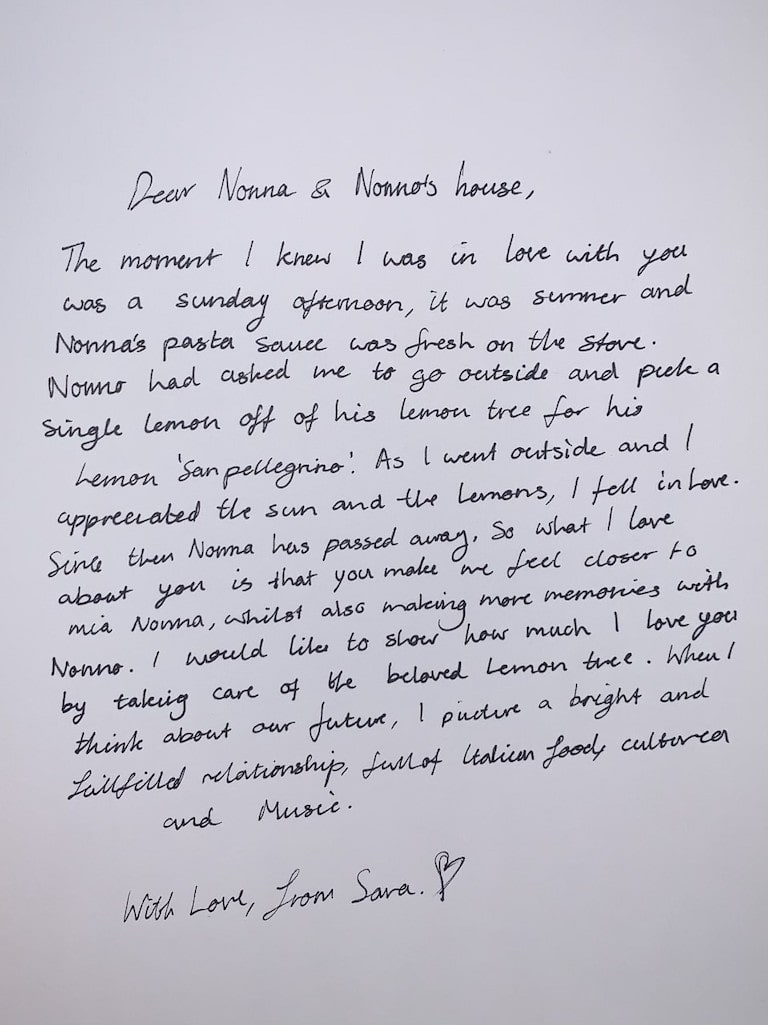 Dear Nonna & Nonno's house,
The moment I knew I was in love with you
was a sunday afternoon, it was summer and
Nonna's pasta sauce was fresh on the stove.
Nonno had asked me to go outside and pick a
single lemon off of his lemon tree for his
Lemon 'San pellegrino'. As I went outside and I
appreciated the sun and the lemons, I fell in love.
Since then Nonna has passed away. So what I love
about you is that you make me feel closer to
mia Nonna, whilst also making more memories with
Nonno. I would like to show how much I love you
by taking care of the beloved Lemon tree. When I
think about our future, I picture a bright and
fullfilled relationship, full of Italian food,
and Music.
With Love, from Sara.